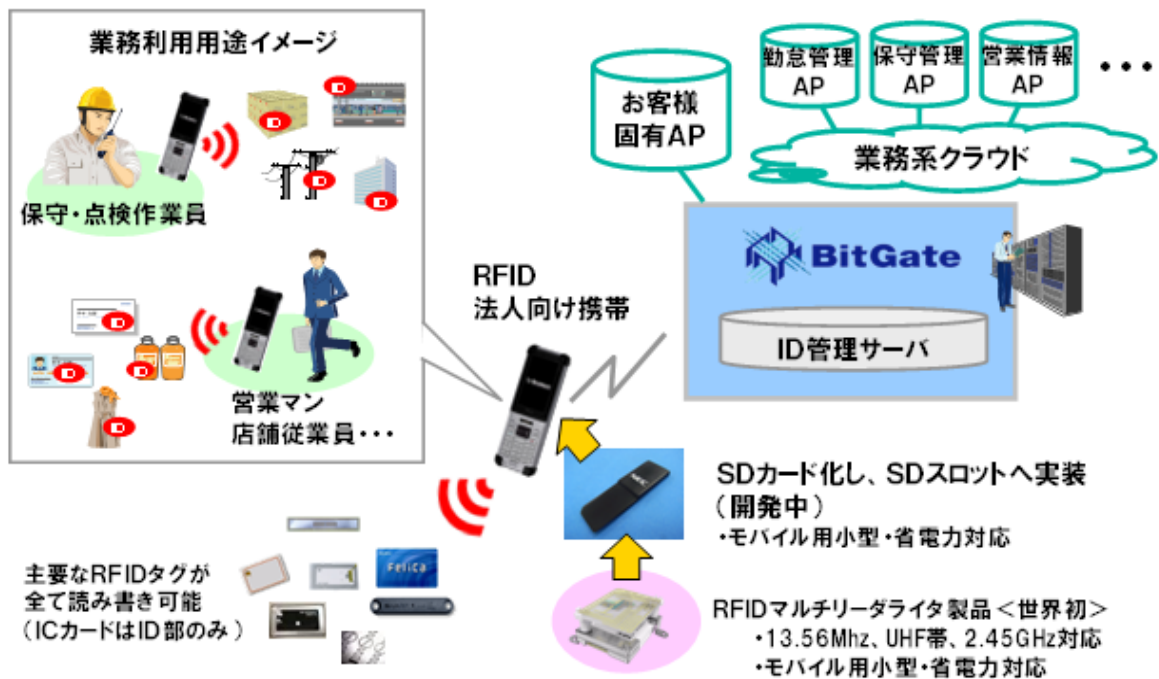 業務利用用途イメージ
保守・点検作業員
営業マン
店舗従業員・・・
お客様
固有AP
勤怠管理
AP
保守管理
AP
営業情報
AP
・・・
業務系クラウド
BitGate
ID管理サーバ
RFID
法人向け携帯
NEC
SDカード化し、SDスロットへ実装
（開発中）
・モバイル用小型・省電力対応
主要なRFIDタグが
全て読み書き可能
（ICカードはID部のみ）
FeliCa
RFIDマルチリーダライタ製品＜世界初＞
・13.56Mhz、UHF帯、2.45GHz対応
・モバイル用小型・省電力対応